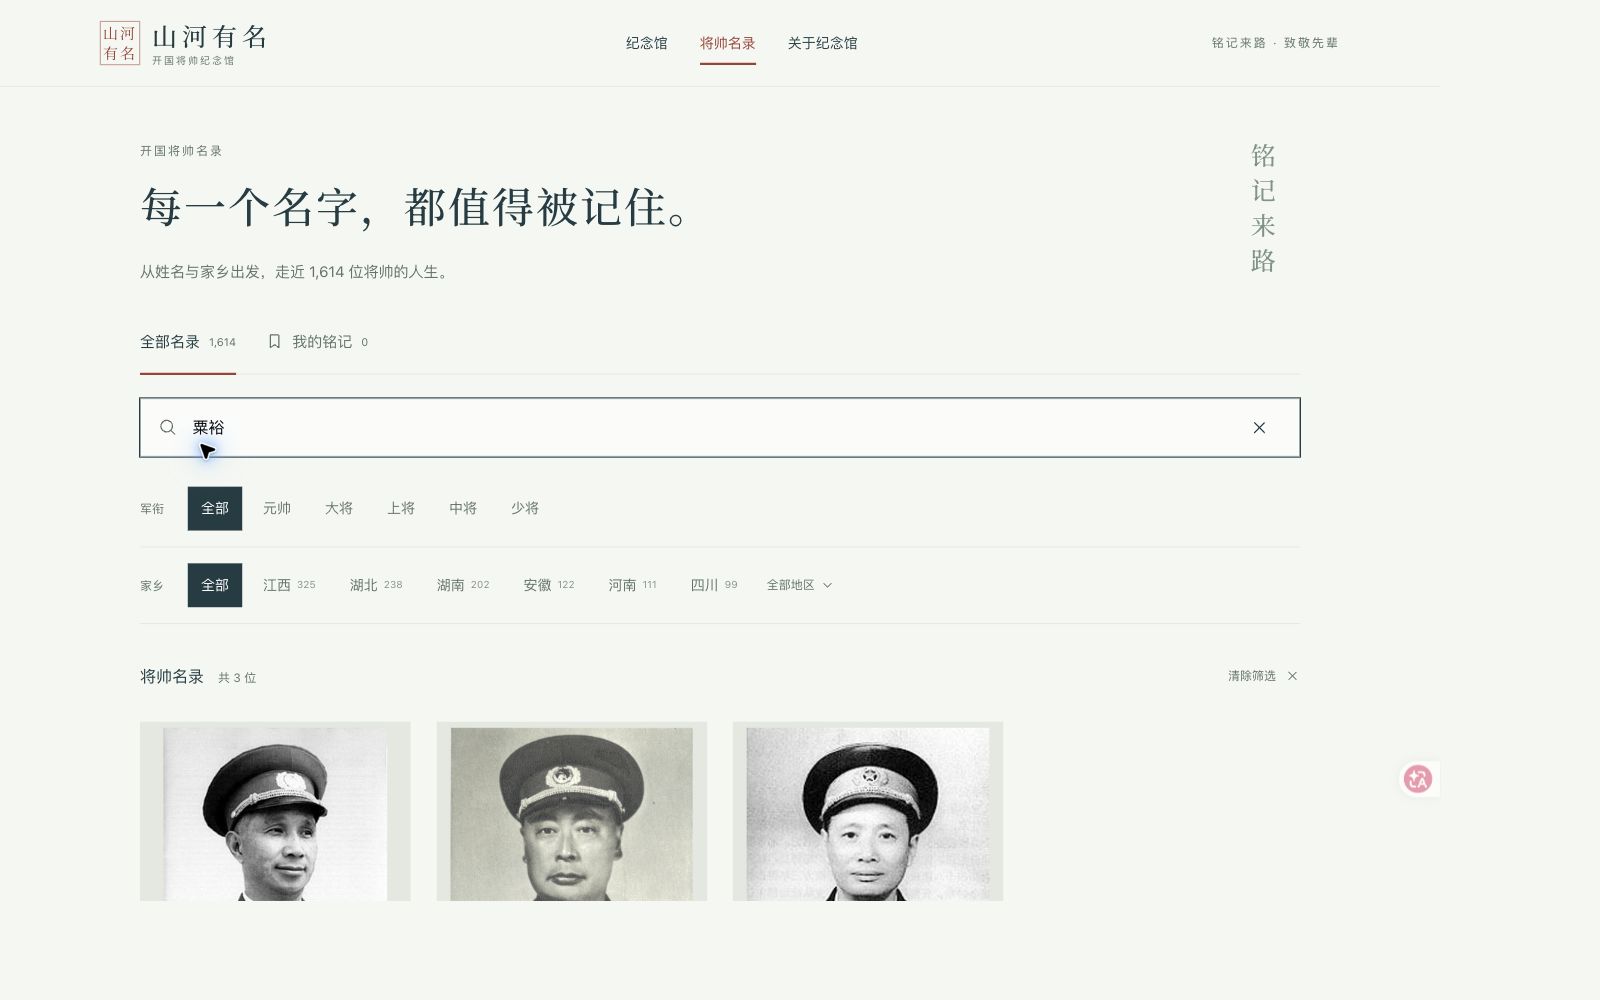 山河
有名
山河有名
开国将帅纪念馆
纪念馆
将帅名录
关于纪念馆
铭记来路 · 致敬先辈
开国将帅名录
每一个名字，都值得被记住。
从姓名与家乡出发，走近 1,614 位将帅的人生。
铭记来路
全部名录 1,614
我的铭记 0
粟裕
军衔 全部 元帅 大将 上将 中将 少将
家乡 全部 江西 325 湖北 238 湖南 202 安徽 122 河南 111 四川 99 全部地区
将帅名录 共 3 位
清除筛选